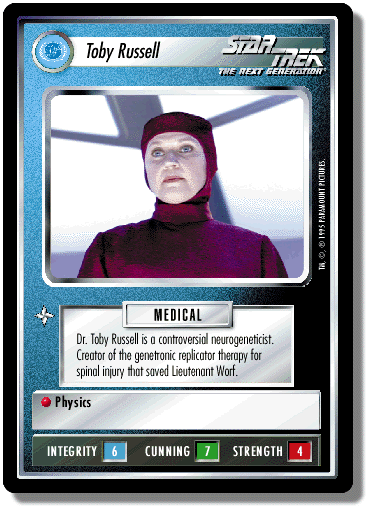 Toby Russell
STAR TREK
THE NEXT GENERATION®
TM, ©, ® 1995 PARAMOUNT PICTURES.
MEDICAL
Dr. Toby Russell is a controversial neurogeneticist.
Creator of the genetronic replicator therapy for
spinal injury that saved Lieutenant Worf.
Physics
INTEGRITY 6 CUNNING 7 STRENGTH 4